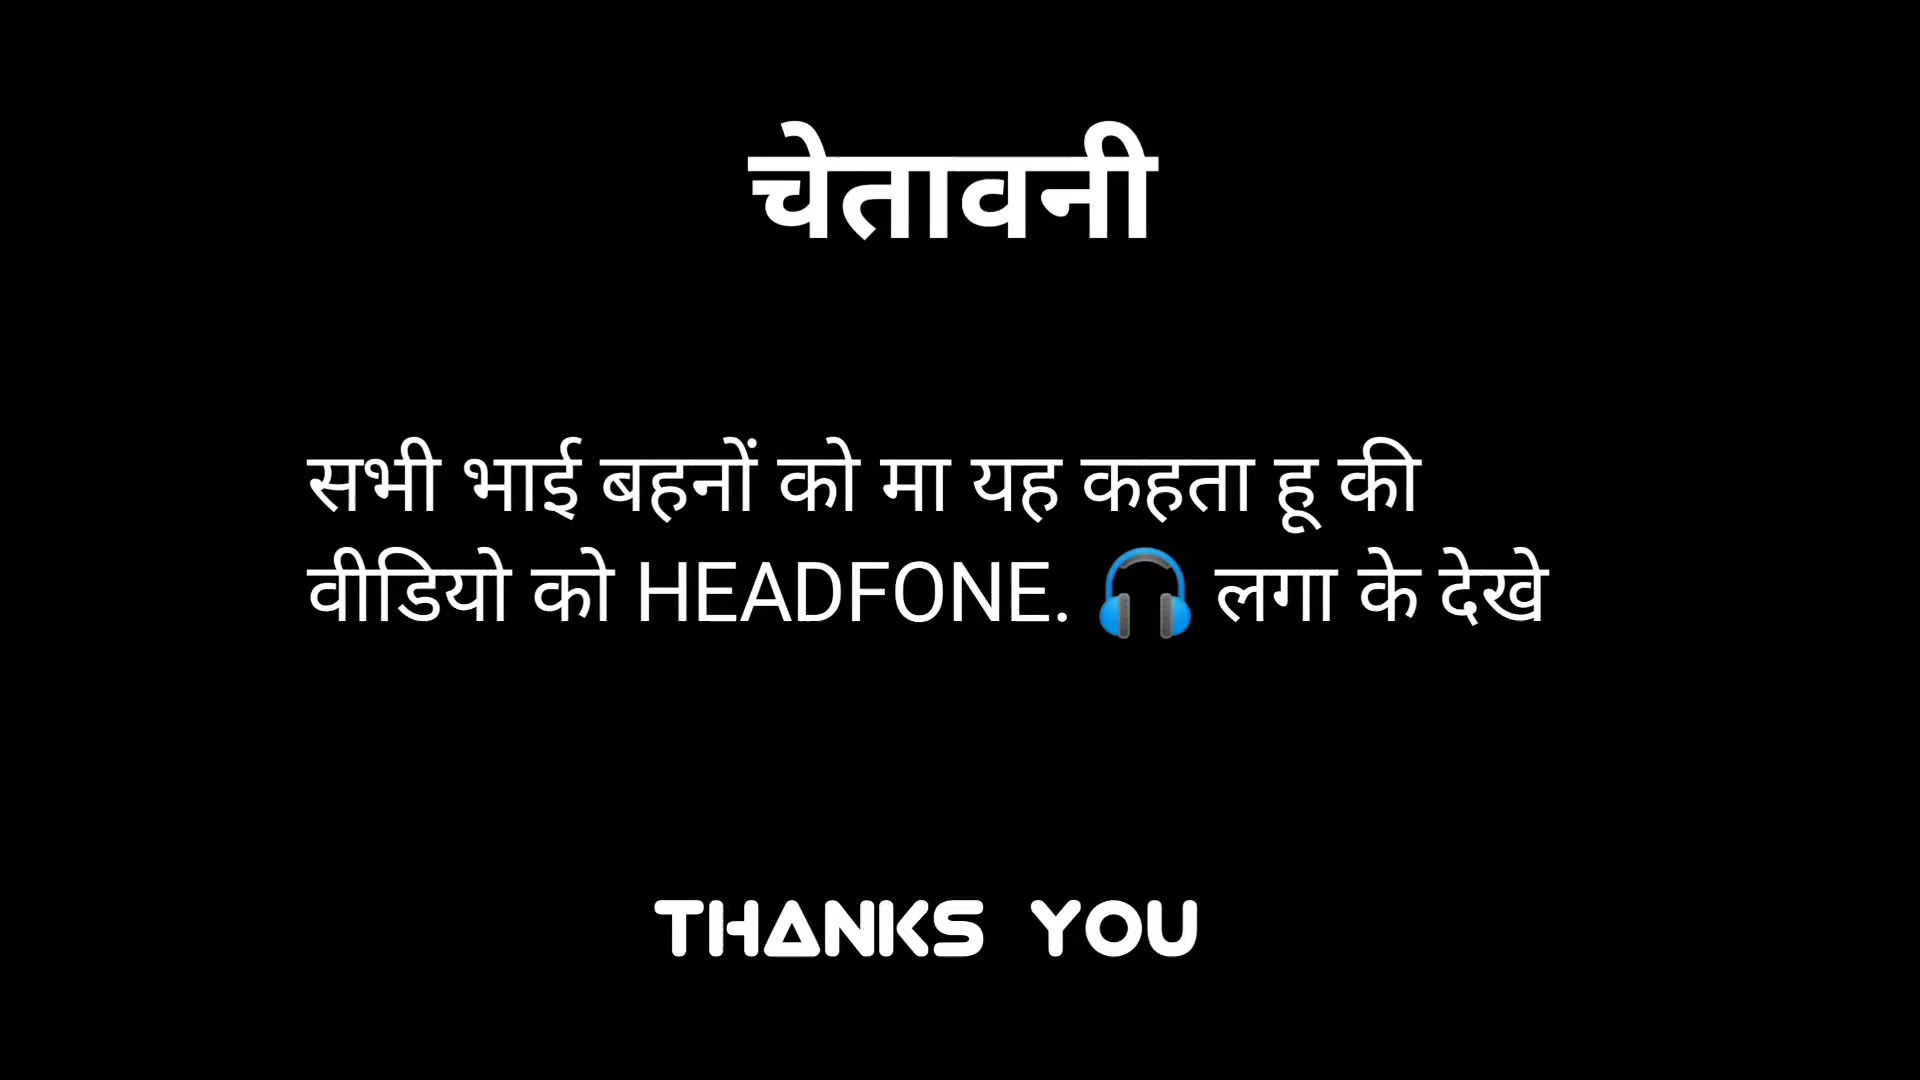 चेतावनी
सभी भाई बहनों को मा यह कहता हू की
वीडियो को HEADFONE. 🎧 लगा के देखे
THANKS YOU